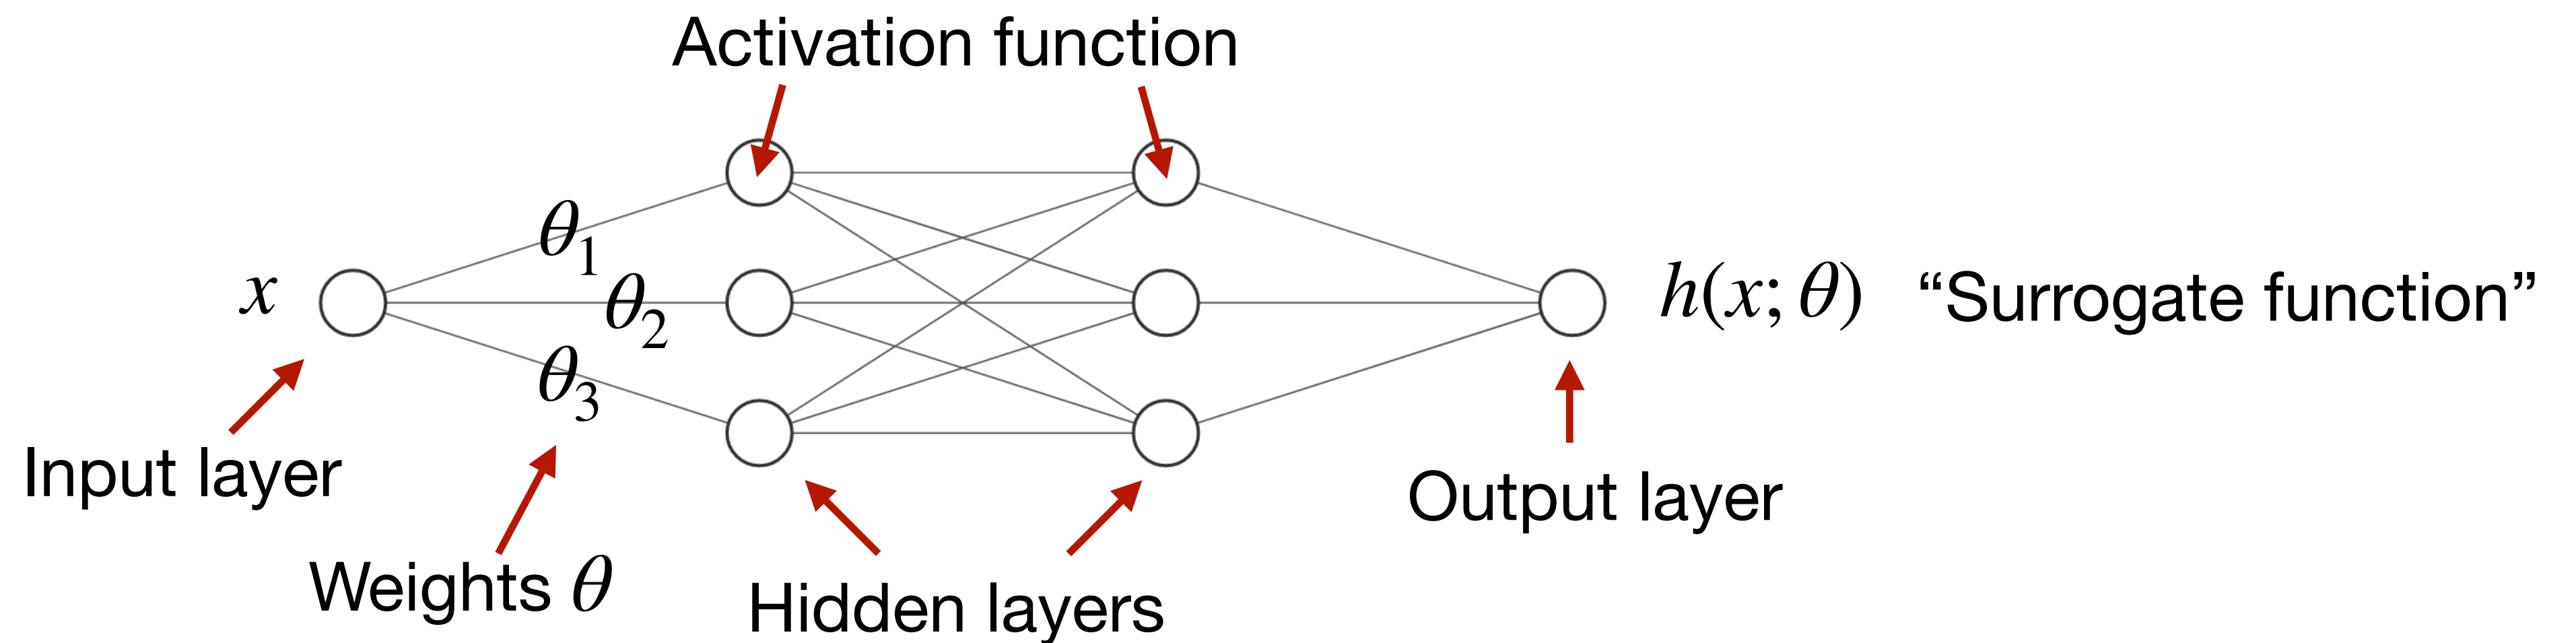 Activation function
θ₁
x
θ₂
h(x; θ) “Surrogate function”
θ₃
Input layer
Output layer
Weights θ
Hidden layers